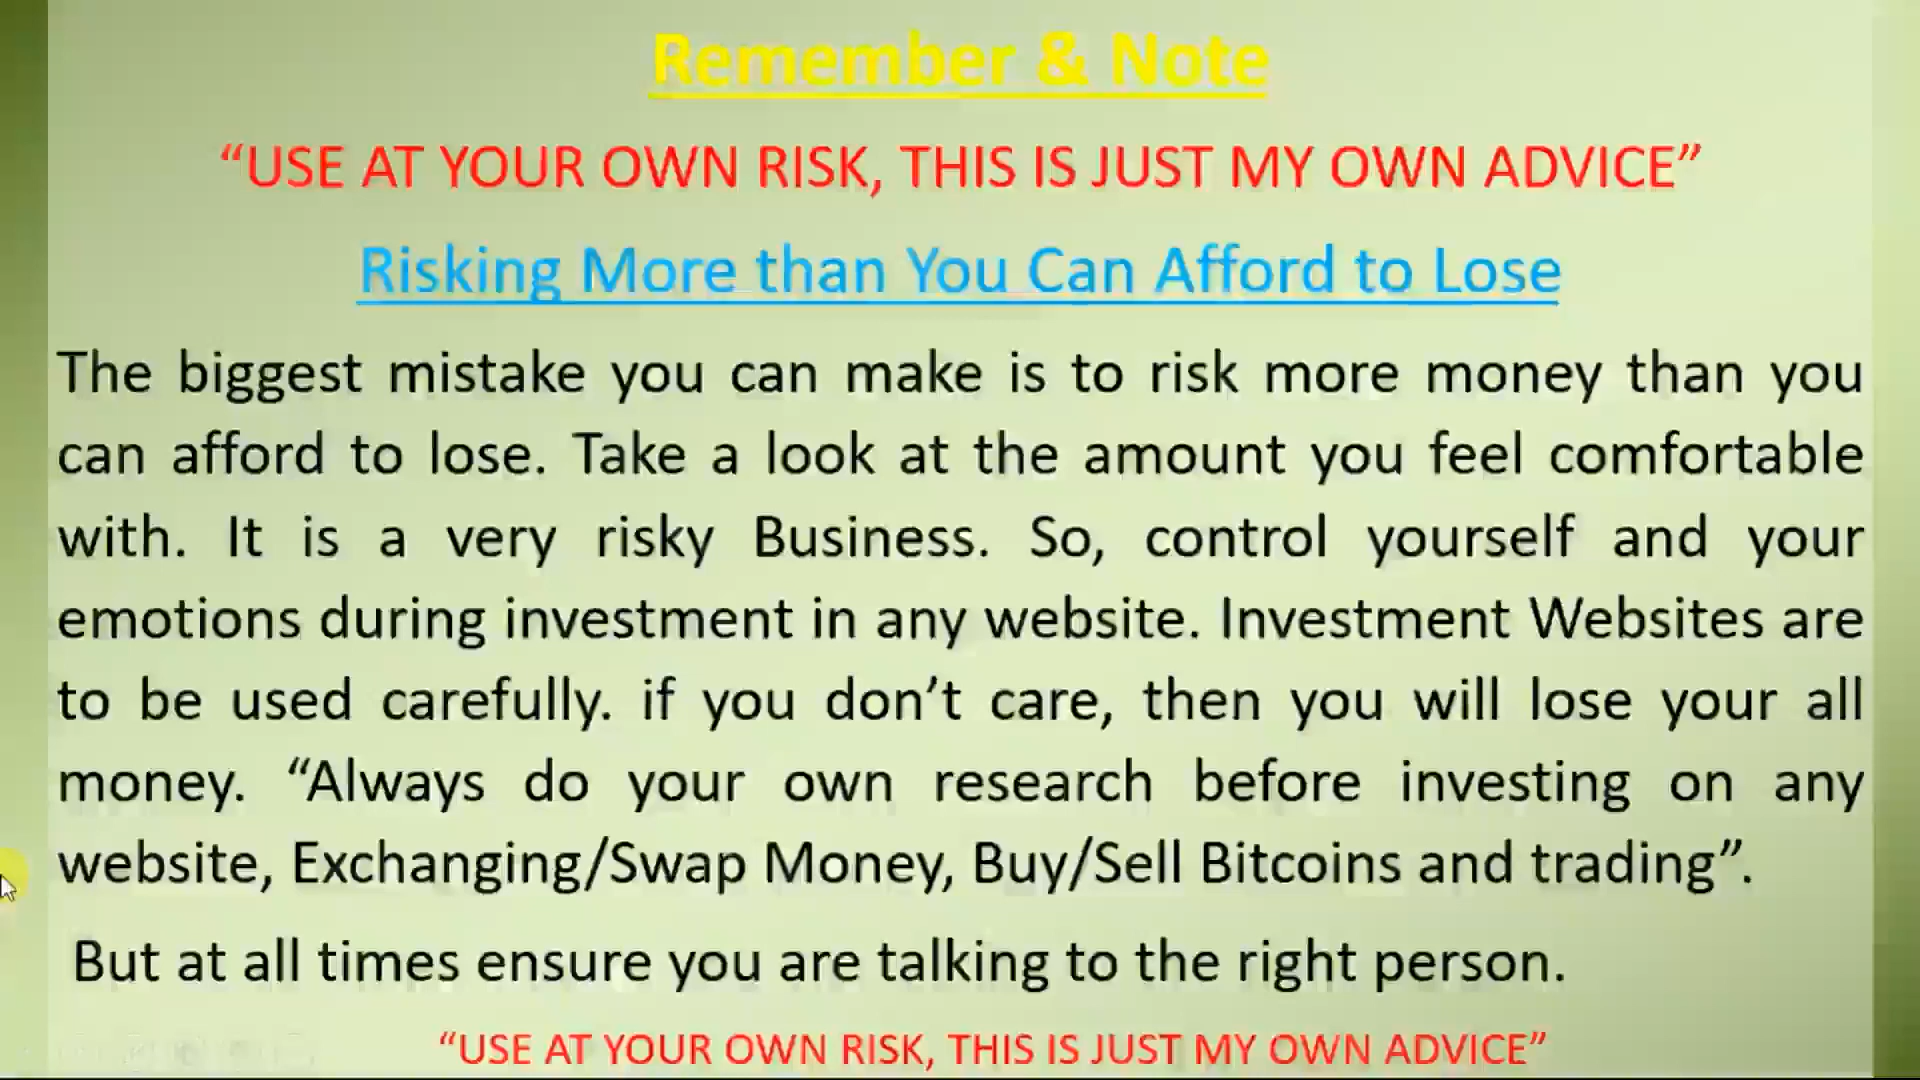 Remember & Note
“USE AT YOUR OWN RISK, THIS IS JUST MY OWN ADVICE”
Risking More than You Can Afford to Lose
The biggest mistake you can make is to risk more money than you
can afford to lose. Take a look at the amount you feel comfortable
with. It is a very risky Business. So, control yourself and your
emotions during investment in any website. Investment Websites are
to be used carefully. if you don’t care, then you will lose your all
money. “Always do your own research before investing on any
website, Exchanging/Swap Money, Buy/Sell Bitcoins and trading”.
But at all times ensure you are talking to the right person.
“USE AT YOUR OWN RISK, THIS IS JUST MY OWN ADVICE”